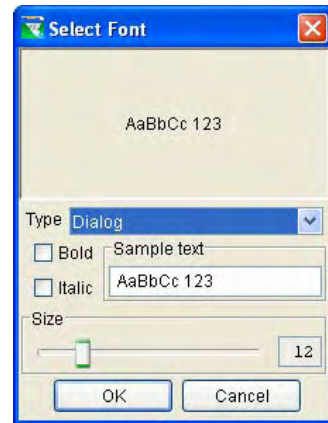 Select Font
AaBbCc 123
Type Dialog
Bold
Sample text
Italic
AaBbCc 123
Size
12
OK Cancel